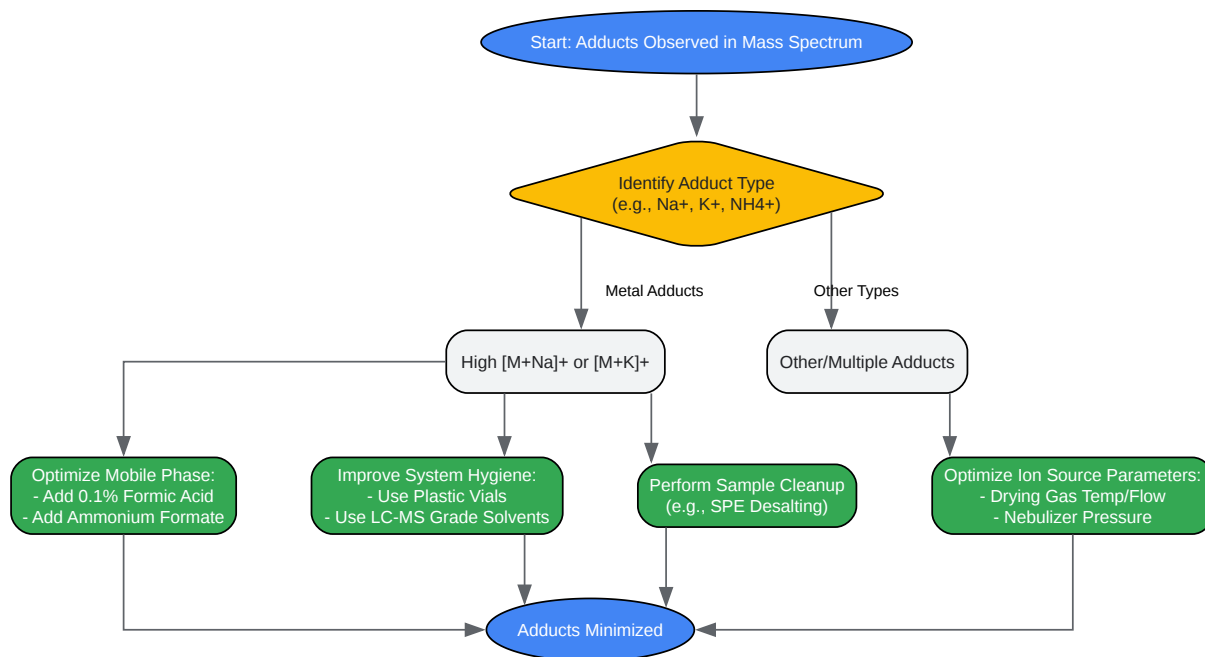 Start: Adducts Observed in Mass Spectrum
Identify Adduct Type
(e.g., Na+, K+, NH4+)
Metal Adducts
Other Types
High [M+Na]+ or [M+K]+
Other/Multiple Adducts
Optimize Mobile Phase:
- Add 0.1% Formic Acid
- Add Ammonium Formate
Improve System Hygiene:
- Use Plastic Vials
- Use LC-MS Grade Solvents
Perform Sample Cleanup
(e.g., SPE Desalting)
Optimize Ion Source Parameters:
- Drying Gas Temp/Flow
- Nebulizer Pressure
Adducts Minimized